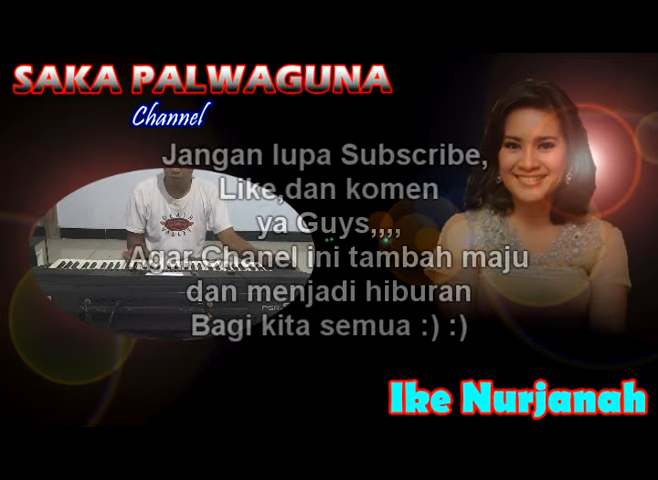 SAKA PALWAGUNA
Channel
Jangan lupa Subscribe,
Like,dan komen
ya Guys,,,,
Agar Chanel ini tambah maju
dan menjadi hiburan
Bagi kita semua :) :)
Ike Nurjanah